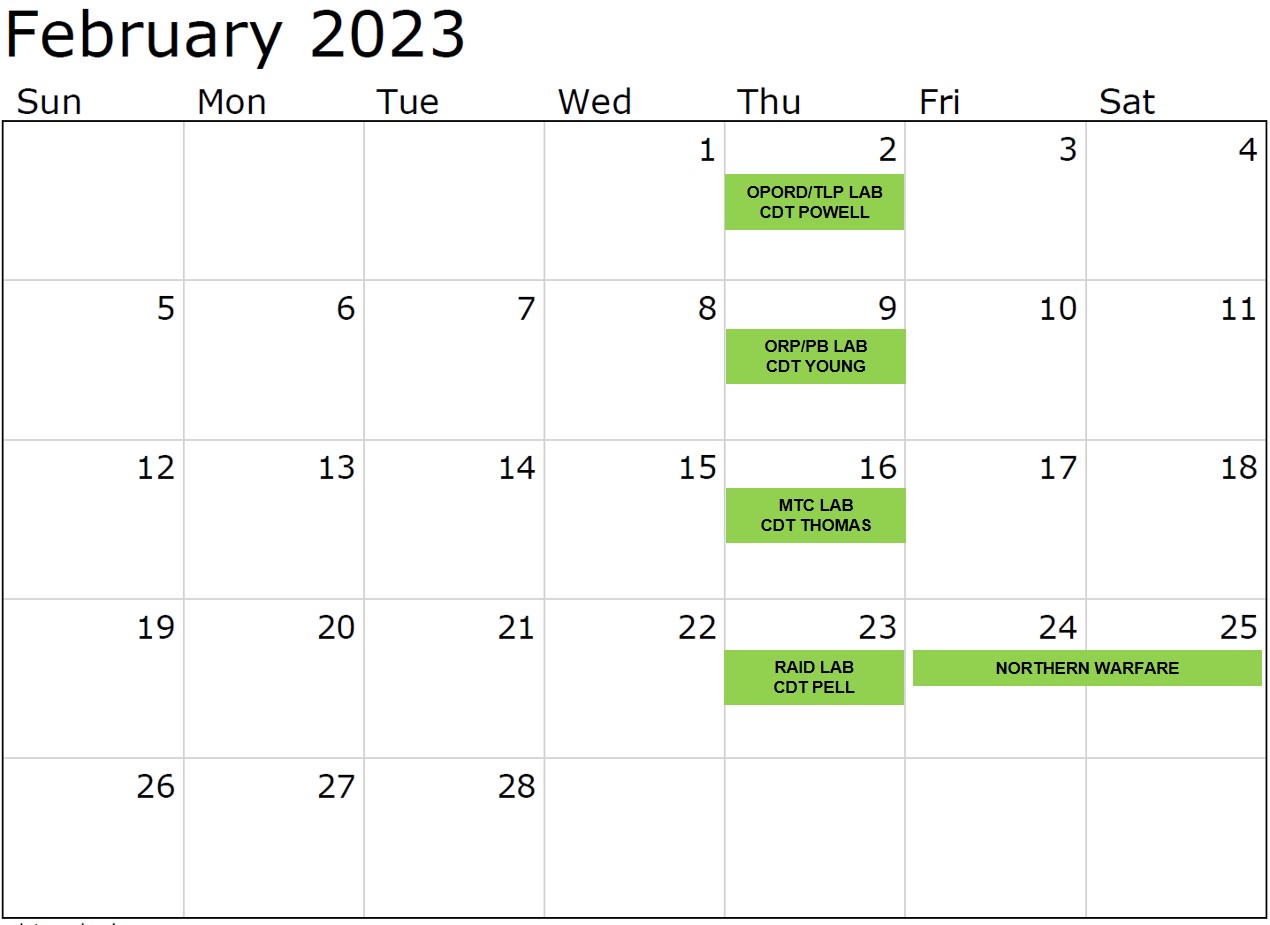 February 2023
Sun Mon Tue Wed Thu Fri Sat
1 2 3 4
OPORD/TLP LAB
CDT POWELL
5 6 7 8 9 10 11
ORP/PB LAB
CDT YOUNG
12 13 14 15 16 17 18
MTC LAB
CDT THOMAS
19 20 21 22 23 24 25
RAID LAB
CDT PELL
NORTHERN WARFARE
26 27 28